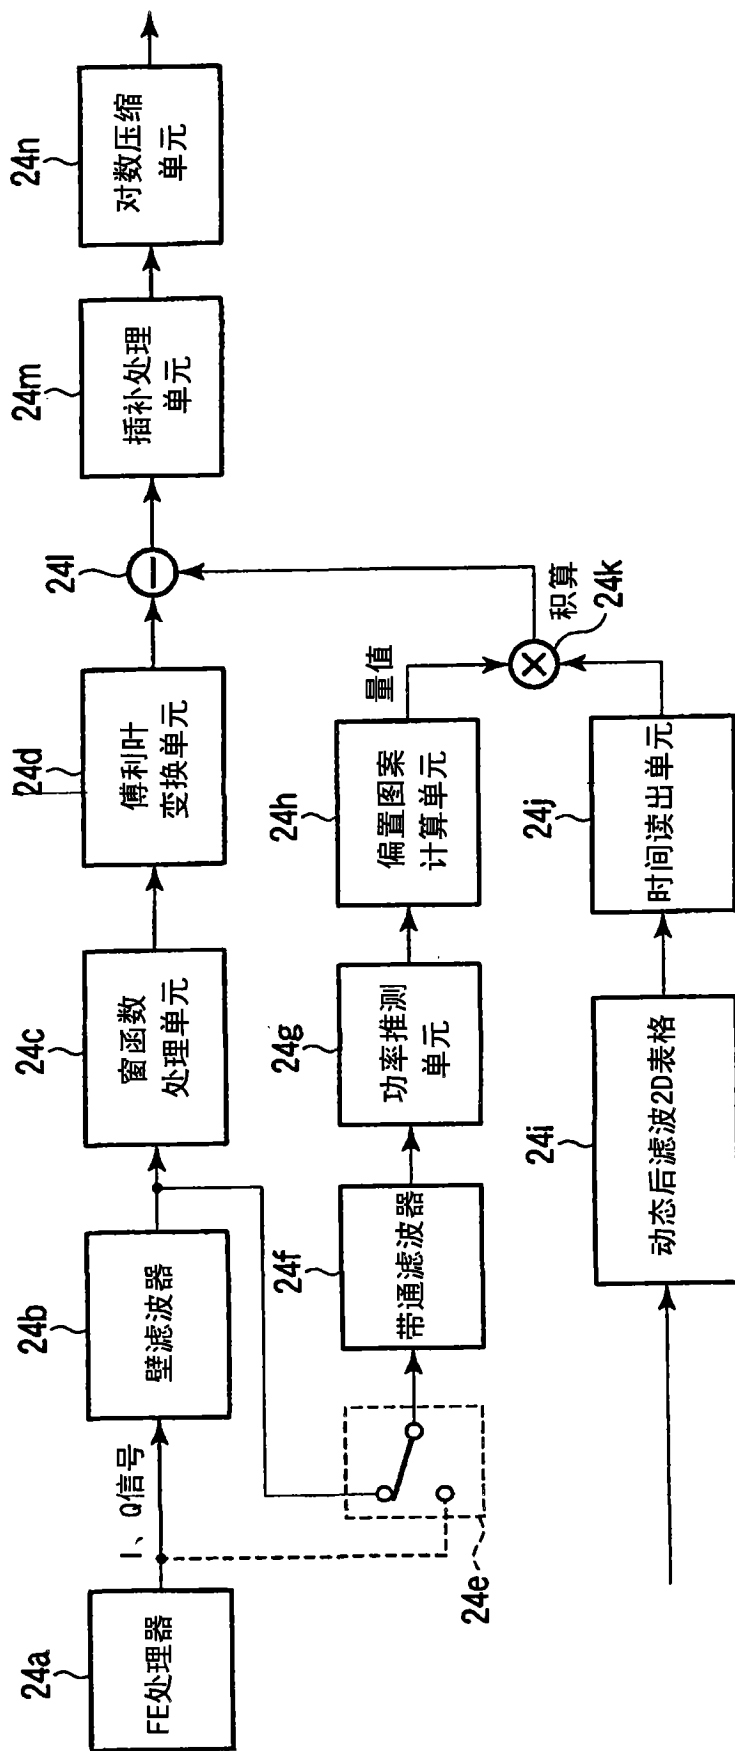 24a
FE处理器
I、Q信号
24b
壁滤波器
24c
窗函数
处理单元
24d
傅利叶
变换单元
24l
24m
插补处理
单元
24n
对数压缩
单元
24e
24f
带通滤波器
24g
功率推测
单元
24h
偏置图案
计算单元
量值
积算
24k
24i
动态后滤波2D表格
24j
时间读出单元